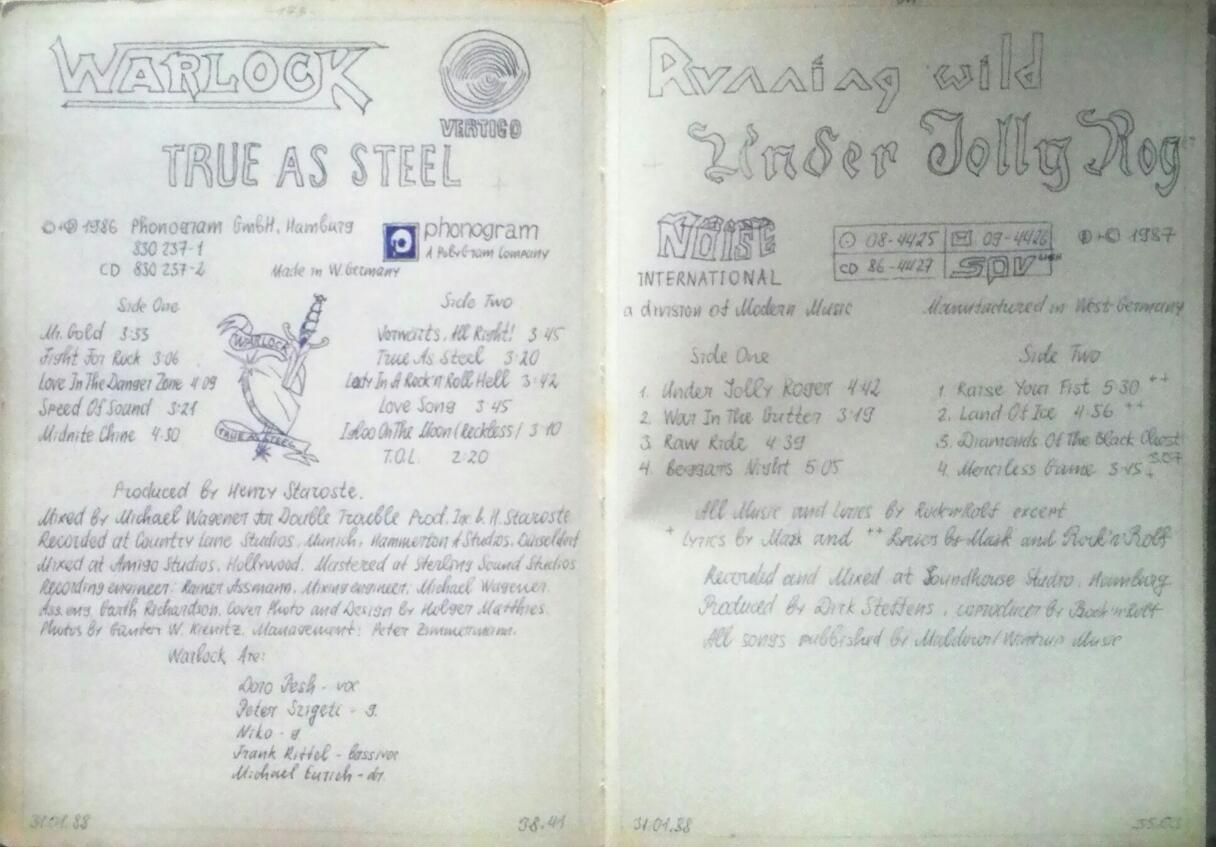 - 173 -
WARLOCK
VERTIGO
TRUE AS STEEL
©+℗ 1986 Phonogram GmbH, Hamburg
830 237-1
CD 830 237-2
Made in W. Germany
phonogram
A PolyGram Company
Side One
Mr. Gold 3:53
Fight For Rock 3:06
Love In The Danger Zone 4 09
Speed Of Sound 3:21
Midnite Chine 4.30
WARLOCK
TRUE AS STEEL
Side Two
Vorwärts, All Right! 3 45
True As Steel 3:20
Lady In A Rock'n'Roll Hell 3:42
Love Song 3 45
Igloo On The Moon (Reckless) 3 10
T.O.L. 2:20
Produced by Henry Staroste.
Mixed by Michael Wagener for Double Trouble Prod. Inc. b. H. Staroste
Recorded at Country Lane Studios, Munich, Hammerton A Studios, Düsseldorf
Mixed at Amigo Studios, Hollywood. Mastered at Sterling Sound Studios
Recording engineer: Rainer Assmann, Mixing engineer: Michael Wagener.
Ass. eng. Garth Richardson. Cover Photo and Design by Holger Matthies.
Photos by Günter W. Kienitz. Management: Peter Zimmermann.
Warlock Are:
Doro Pesh - voc
Peter Szigeti - g.
Niko - g
Frank Rittel - bass
Michael Eurich - dr.
31.01.88
38.41
Running wild
Under Jolly Rog
NOISE
INTERNATIONAL
08-4425
09-4426
CD 86-4427
SPV GmbH
℗+© 1987
a division of Modern Music
Manufactured in West Germany
Side One
1. Under Jolly Roger 4 42
2. War In The Gutter 3 19
3. Raw Ride 4 39
4. Beggars Night 5 05
Side Two
1. Raise Your Fist 5 30 ++
2. Land Of Ice 4 56 ++
3. Diamonds Of The Black Chest
3:07
4. Merciless Game 3 45 +
All Music and Lyrics by Rock'n'Rolf except
+ Lyrics by Mask and ++ Lyrics by Mask and Rock'n'Rolf
Recorded and Mixed at Soundhouse Studio, Hamburg
Produced by Dirk Steffens, coproducer by Rock'n'Rolf
All songs published by Music
31.01.88